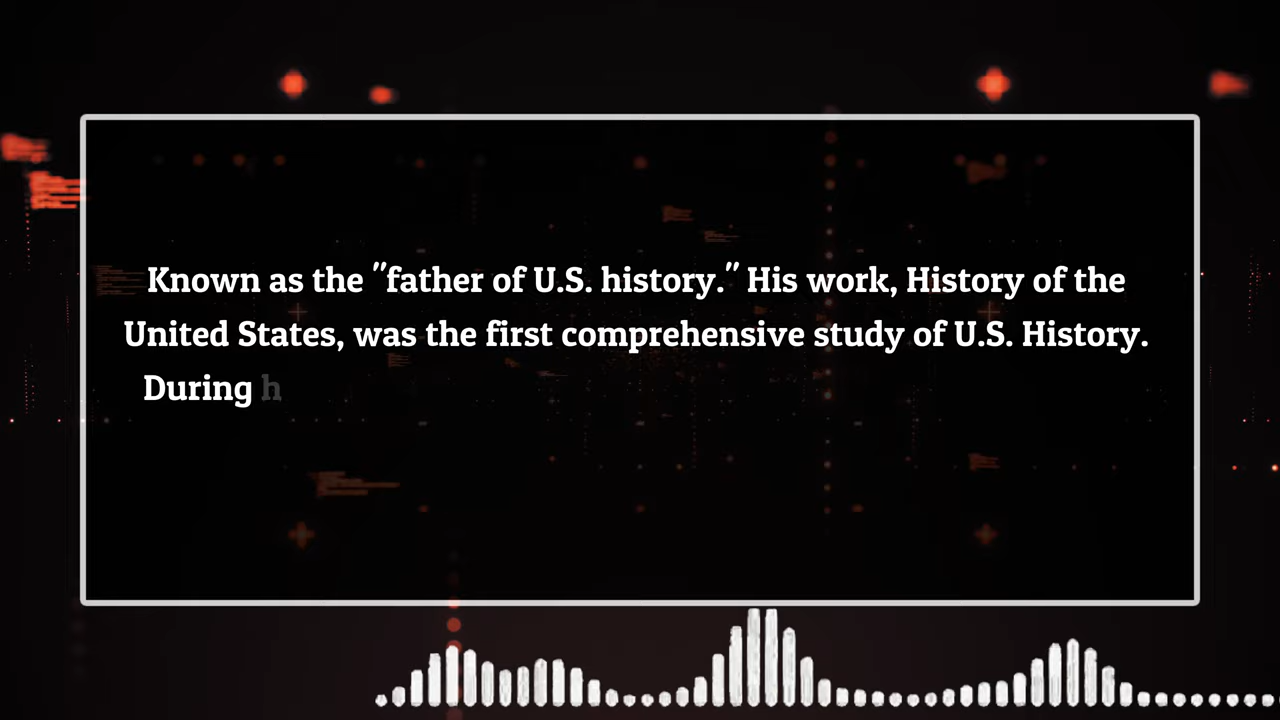 Known as the "father of U.S. history." His work, History of the
United States, was the first comprehensive study of U.S. History.
During h